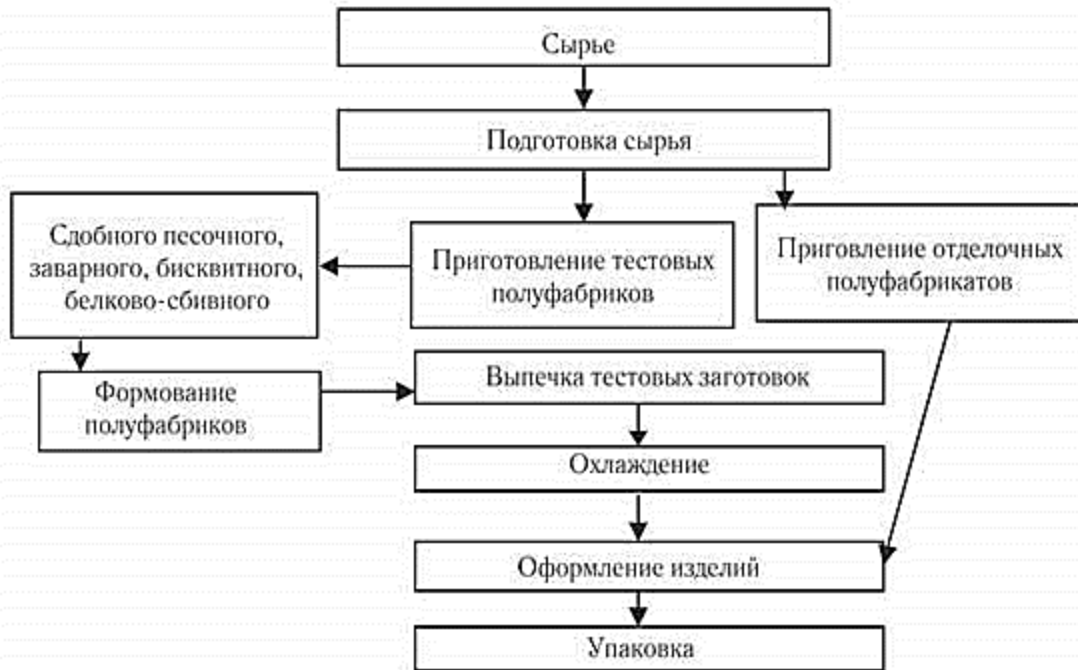 Сырье
Подготовка сырья
Сдобного песочного,
заварного, бисквитного,
белково-сбивного
Приготовление тестовых
полуфабриков
Приговление отделочных
полуфабрикатов
Формование
полуфабриков
Выпечка тестовых заготовок
Охлаждение
Оформление изделий
Упаковка